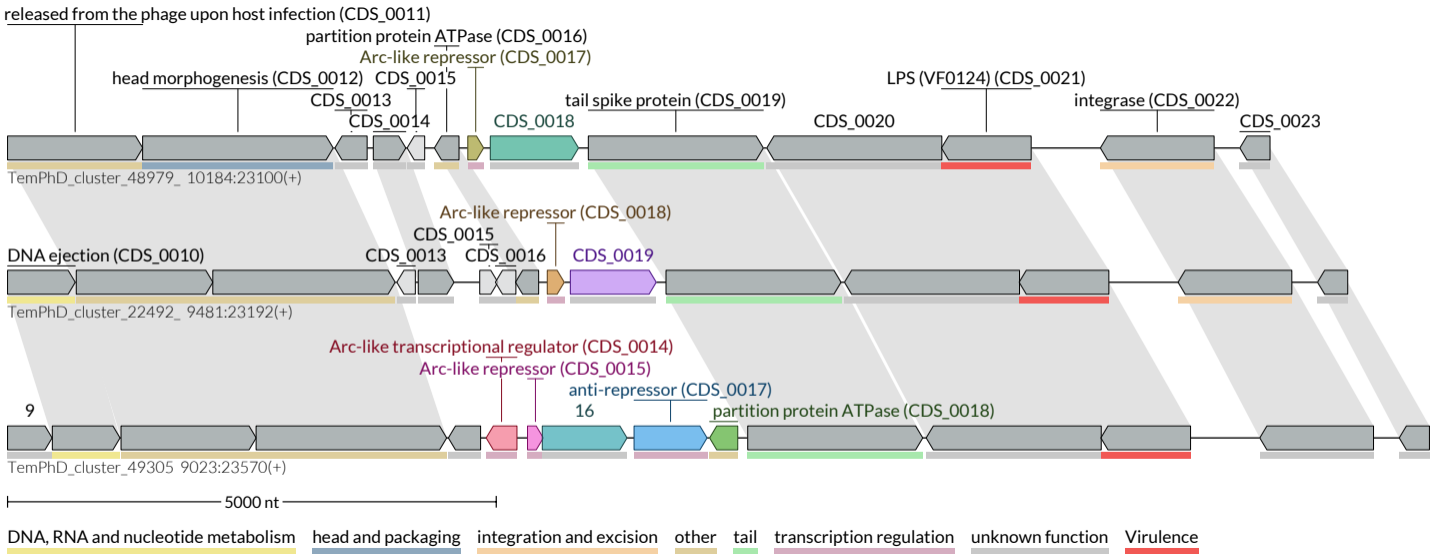 released from the phage upon host infection (CDS_0011)
partition protein ATPase (CDS_0016)
Arc-like repressor (CDS_0017)
head morphogenesis (CDS_0012) CDS_0015 LPS (VF0124) (CDS_0021)
CDS_0013 tail spike protein (CDS_0019) integrase (CDS_0022)
CDS_0014 CDS_0018 CDS_0020 CDS_0023
TemPhD_cluster_48979_ 10184:23100(+)
Arc-like repressor (CDS_0018)
CDS_0015
DNA ejection (CDS_0010) CDS_0013 CDS_0016 CDS_0019
TemPhD_cluster_22492_ 9481:23192(+)
Arc-like transcriptional regulator (CDS_0014)
Arc-like repressor (CDS_0015)
anti-repressor (CDS_0017)
9 16 partition protein ATPase (CDS_0018)
TemPhD_cluster_49305 9023:23570(+)
5000 nt
DNA, RNA and nucleotide metabolism head and packaging integration and excision other tail transcription regulation unknown function Virulence